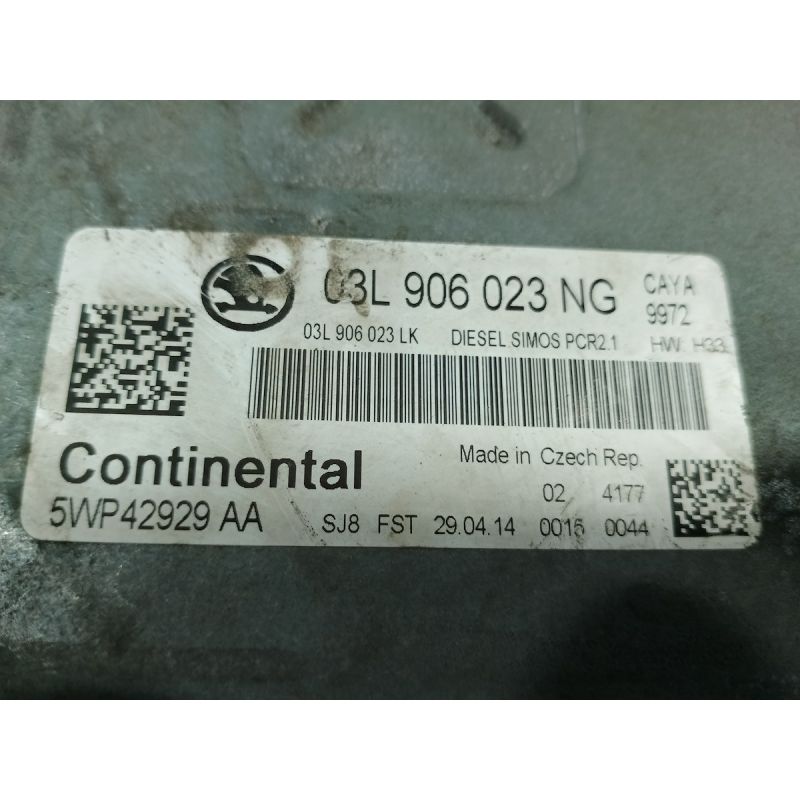 03L 906 023 NG CAYA
9972
03L 906 023 LK DIESEL SIMOS PCR2.1 HW: H33
Continental Made in Czech Rep.
02 4177
5WP42929 AA SJ8 FST 29.04.14 0015 0044